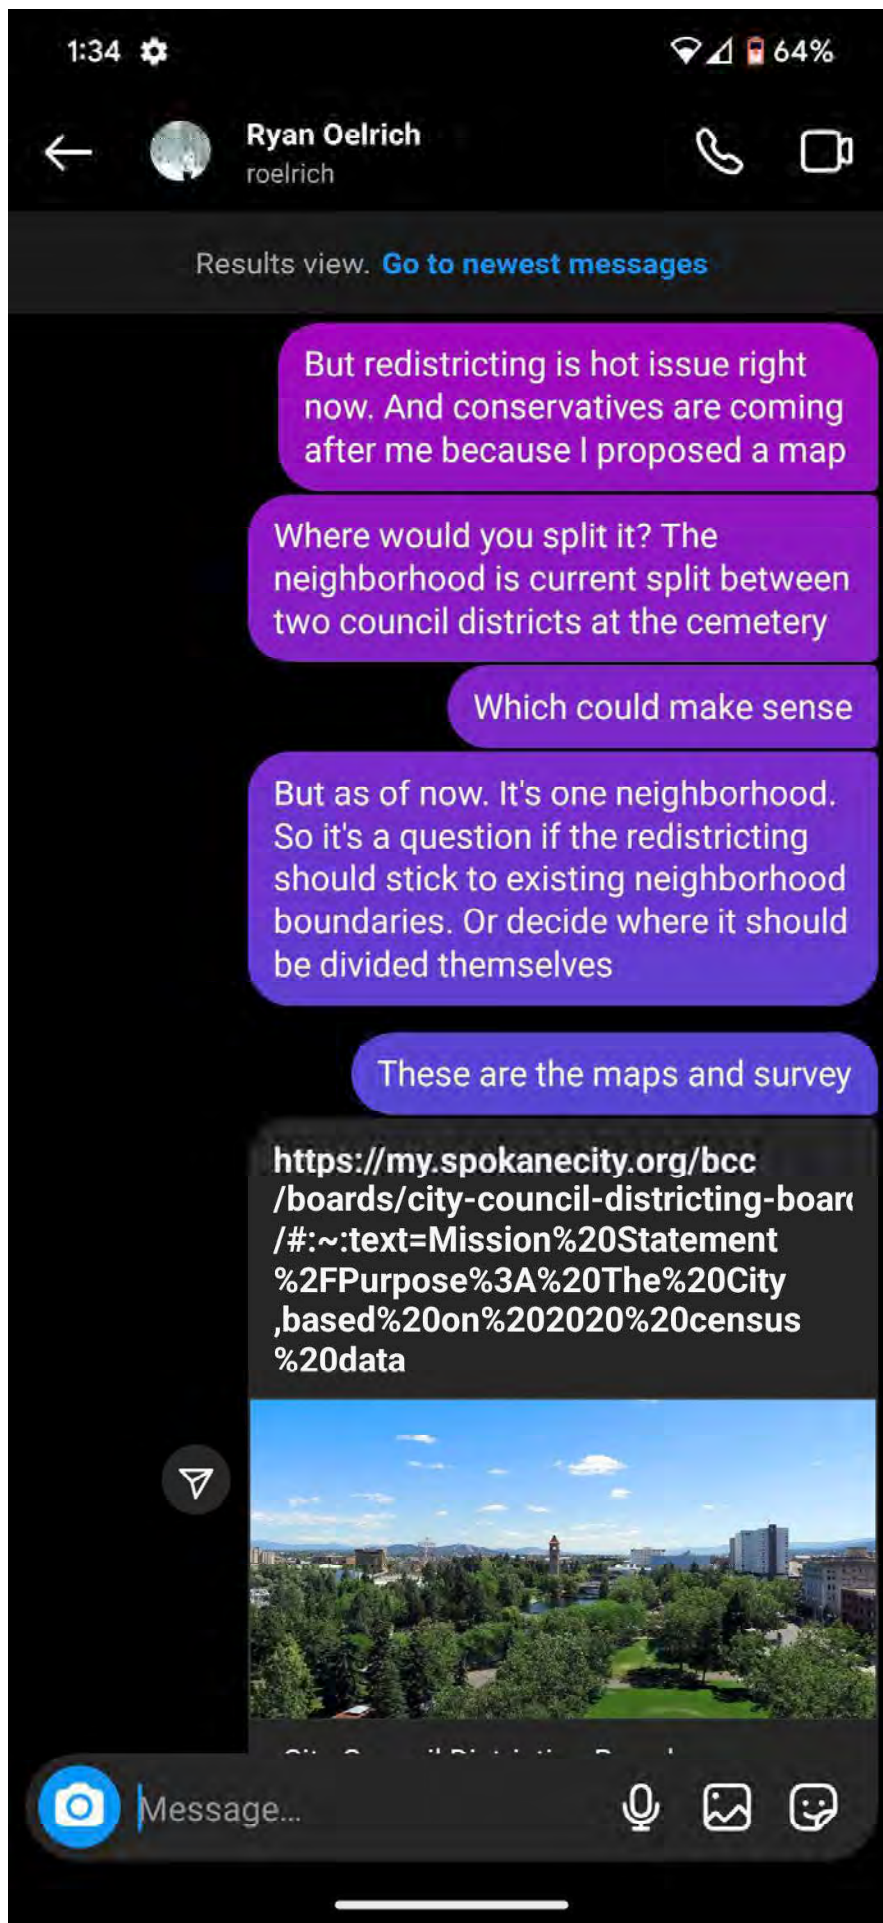 1:34
64%
Ryan Oelrich
roelrich
Results view. Go to newest messages
But redistricting is hot issue right
now. And conservatives are coming
after me because I proposed a map
Where would you split it? The
neighborhood is current split between
two council districts at the cemetery
Which could make sense
But as of now. It's one neighborhood.
So it's a question if the redistricting
should stick to existing neighborhood
boundaries. Or decide where it should
be divided themselves
These are the maps and survey
https://my.spokanecity.org/bcc
/boards/city-council-districting-board
/#:~:text=Mission%20Statement
%2FPurpose%3A%20The%20City
,based%20on%202020%20census
%20data
City Council Districting Board
Message...